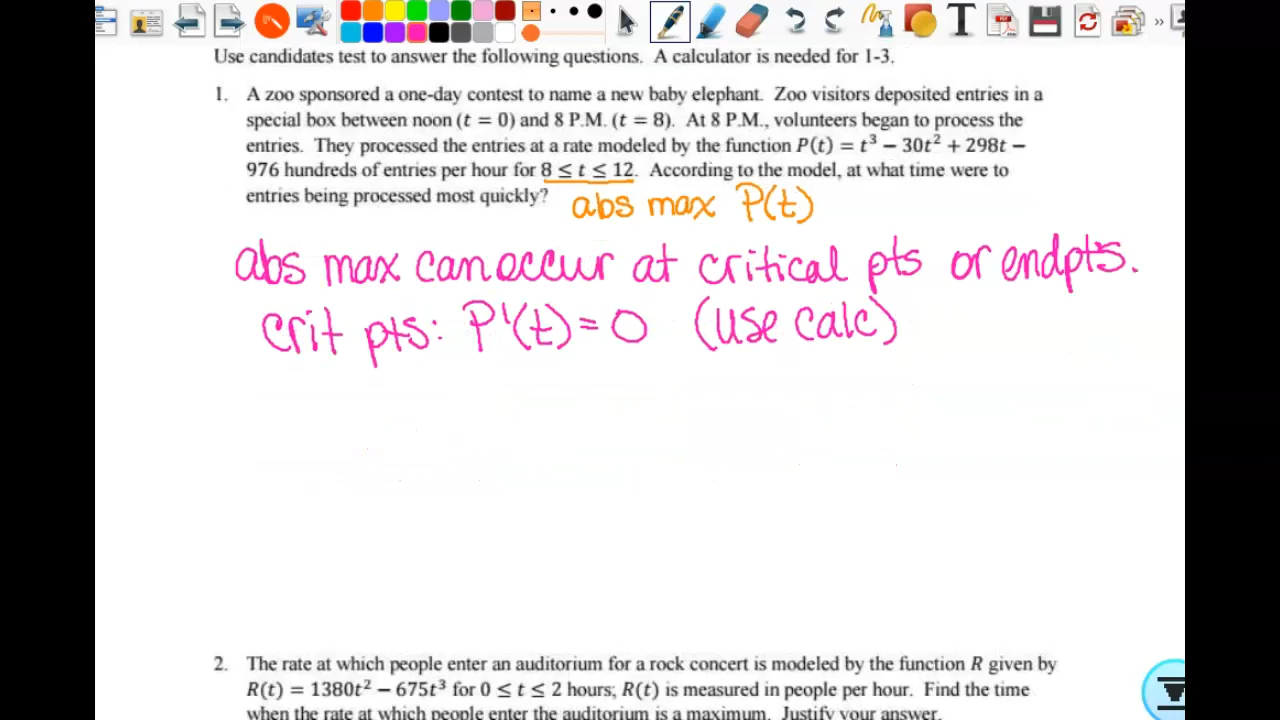 Use candidates test to answer the following questions. A calculator is needed for 1-3.
1. A zoo sponsored a one-day contest to name a new baby elephant. Zoo visitors deposited entries in a
special box between noon (t = 0) and 8 P.M. (t = 8). At 8 P.M., volunteers began to process the
entries. They processed the entries at a rate modeled by the function P(t) = t³ − 30t² + 298t −
976 hundreds of entries per hour for 8 ≤ t ≤ 12. According to the model, at what time were to
entries being processed most quickly?
abs max P(t)
abs max can occur at critical pts or endpts.
crit pts: P'(t) = 0 (use calc)
2. The rate at which people enter an auditorium for a rock concert is modeled by the function R given by
R(t) = 1380t² − 675t³ for 0 ≤ t ≤ 2 hours; R(t) is measured in people per hour. Find the time
when the rate at which people enter the auditorium is a maximum. Justify your answer.